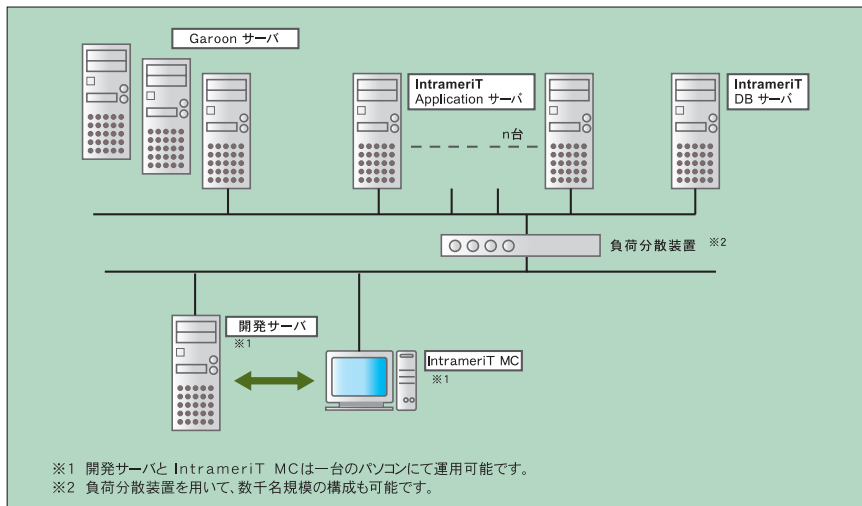 Garoon サーバ
IntrameriT
Application サーバ
n台
IntrameriT
DB サーバ
負荷分散装置 ※2
開発サーバ
※1
IntrameriT MC
※1
※1 開発サーバと IntrameriT MCは一台のパソコンにて運用可能です。
※2 負荷分散装置を用いて、数千名規模の構成も可能です。